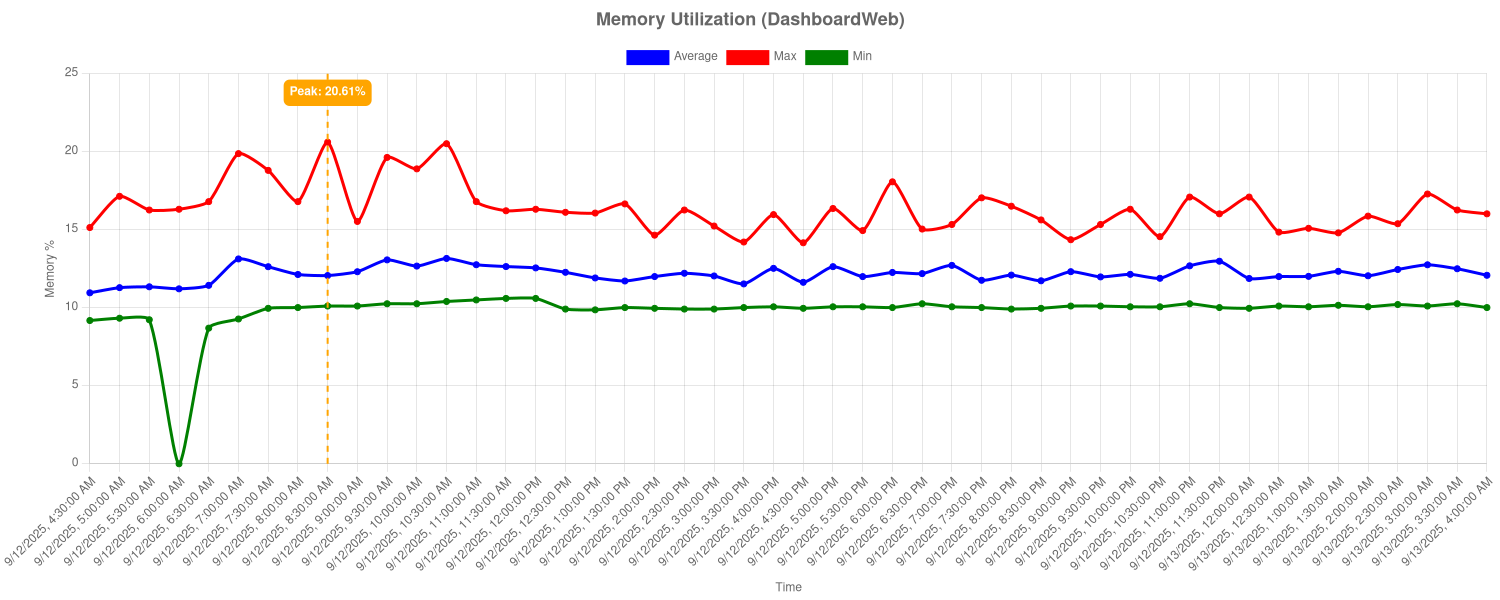 Memory Utilization (DashboardWeb)
Average Max Min
25
Peak: 20.61%
20
15
10
5
0
Memory %
9/12/2025, 4:30:00 AM
9/12/2025, 5:00:00 AM
9/12/2025, 5:30:00 AM
9/12/2025, 6:00:00 AM
9/12/2025, 6:30:00 AM
9/12/2025, 7:00:00 AM
9/12/2025, 7:30:00 AM
9/12/2025, 8:00:00 AM
9/12/2025, 8:30:00 AM
9/12/2025, 9:00:00 AM
9/12/2025, 9:30:00 AM
9/12/2025, 10:00:00 AM
9/12/2025, 10:30:00 AM
9/12/2025, 11:00:00 AM
9/12/2025, 11:30:00 AM
9/12/2025, 12:00:00 PM
9/12/2025, 12:30:00 PM
9/12/2025, 1:00:00 PM
9/12/2025, 1:30:00 PM
9/12/2025, 2:00:00 PM
9/12/2025, 2:30:00 PM
9/12/2025, 3:00:00 PM
9/12/2025, 3:30:00 PM
9/12/2025, 4:00:00 PM
9/12/2025, 4:30:00 PM
9/12/2025, 5:00:00 PM
9/12/2025, 5:30:00 PM
9/12/2025, 6:00:00 PM
9/12/2025, 6:30:00 PM
9/12/2025, 7:00:00 PM
9/12/2025, 7:30:00 PM
9/12/2025, 8:00:00 PM
9/12/2025, 8:30:00 PM
9/12/2025, 9:00:00 PM
9/12/2025, 9:30:00 PM
9/12/2025, 10:00:00 PM
9/12/2025, 10:30:00 PM
9/12/2025, 11:00:00 PM
9/12/2025, 11:30:00 PM
9/13/2025, 12:00:00 AM
9/13/2025, 12:30:00 AM
9/13/2025, 1:00:00 AM
9/13/2025, 1:30:00 AM
9/13/2025, 2:00:00 AM
9/13/2025, 2:30:00 AM
9/13/2025, 3:00:00 AM
9/13/2025, 3:30:00 AM
9/13/2025, 4:00:00 AM
Time